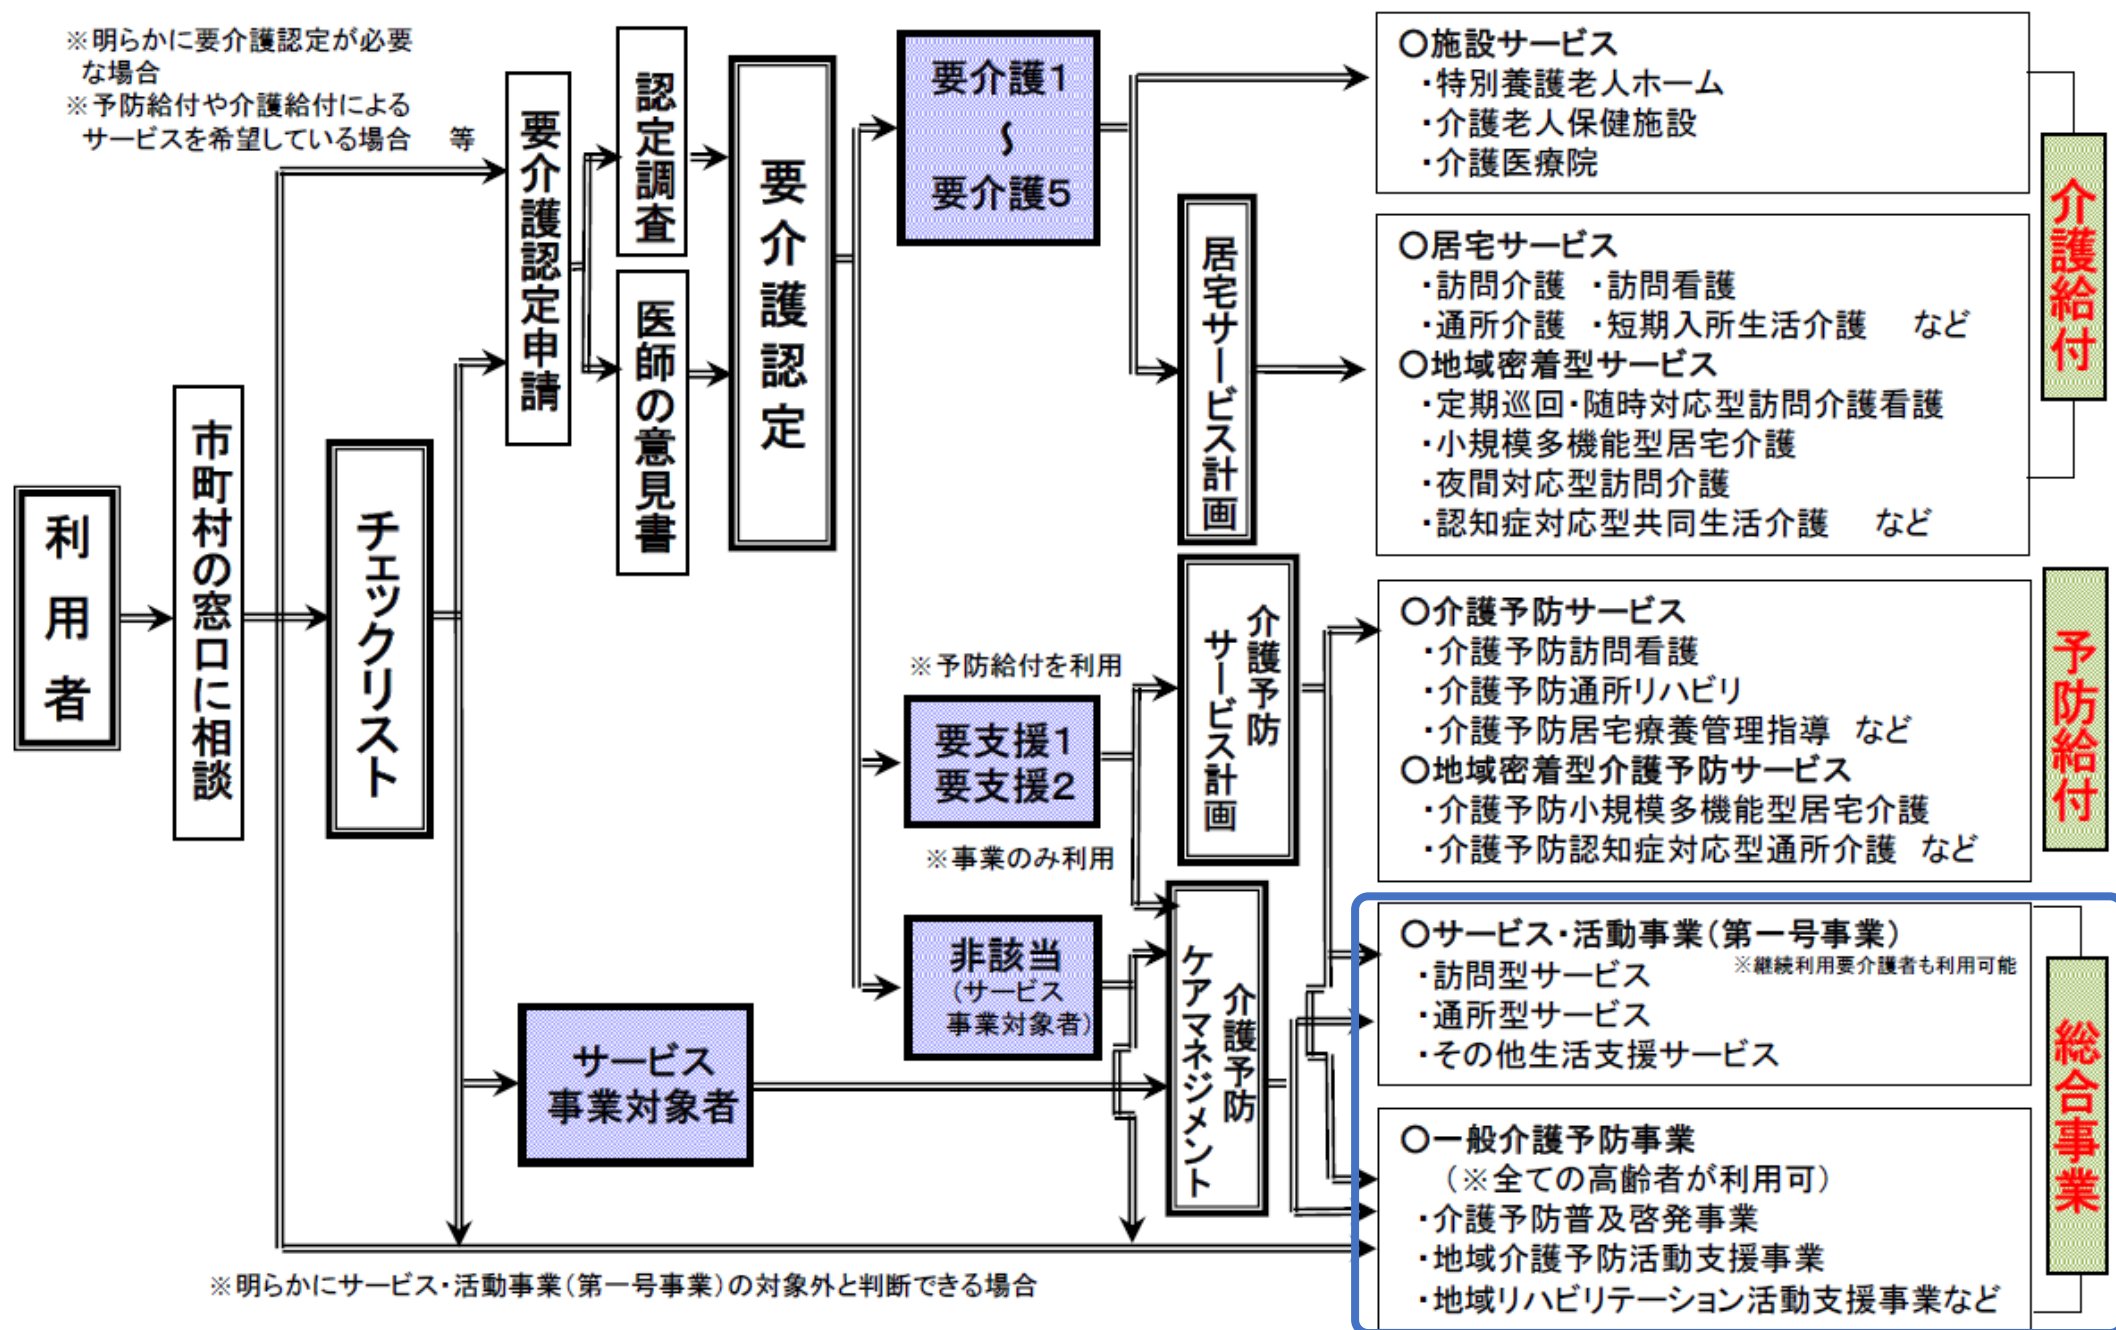 ※明らかに要介護認定が必要
な場合
※予防給付や介護給付による
サービスを希望している場合 等
利用者
市町村の窓口に相談
チェックリスト
要介護認定申請
認定調査
医師の意見書
要介護認定
要介護1
〜
要介護5
※予防給付を利用
要支援1
要支援2
※事業のみ利用
非該当
(サービス
事業対象者)
サービス
事業対象者
居宅サービス計画
介護予防
サービス計画
介護予防
ケアマネジメント
○施設サービス
・特別養護老人ホーム
・介護老人保健施設
・介護医療院
○居宅サービス
・訪問介護 ・訪問看護
・通所介護 ・短期入所生活介護 など
○地域密着型サービス
・定期巡回・随時対応型訪問介護看護
・小規模多機能型居宅介護
・夜間対応型訪問介護
・認知症対応型共同生活介護 など
介護給付
○介護予防サービス
・介護予防訪問看護
・介護予防通所リハビリ
・介護予防居宅療養管理指導 など
○地域密着型介護予防サービス
・介護予防小規模多機能型居宅介護
・介護予防認知症対応型通所介護 など
予防給付
○サービス・活動事業(第一号事業)
※継続利用要介護者も利用可能
・訪問型サービス
・通所型サービス
・その他生活支援サービス
○一般介護予防事業
(※全ての高齢者が利用可)
・介護予防普及啓発事業
・地域介護予防活動支援事業
・地域リハビリテーション活動支援事業など
総合事業
※明らかにサービス・活動事業(第一号事業)の対象外と判断できる場合